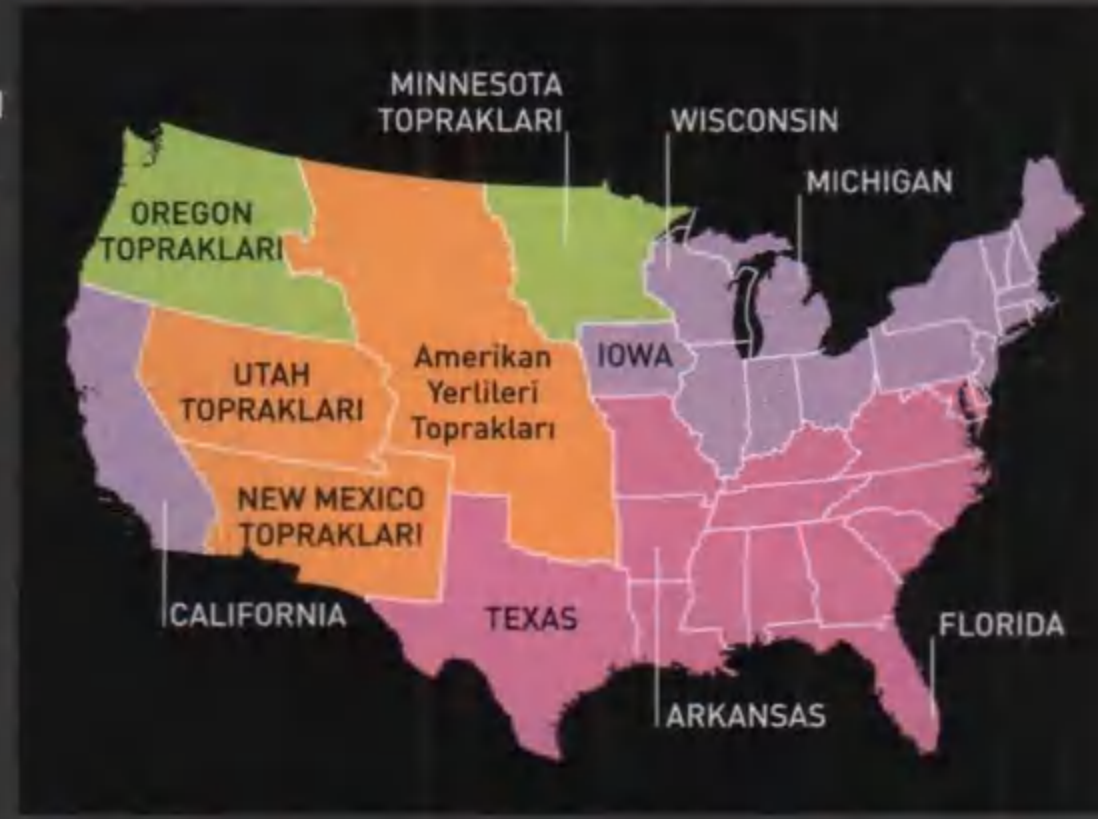 MINNESOTA
TOPRAKLARI
WISCONSIN
MICHIGAN
OREGON
TOPRAKLARI
UTAH
TOPRAKLARI
Amerikan
Yerlileri
Toprakları
IOWA
NEW MEXICO
TOPRAKLARI
CALIFORNIA
TEXAS
FLORIDA
ARKANSAS